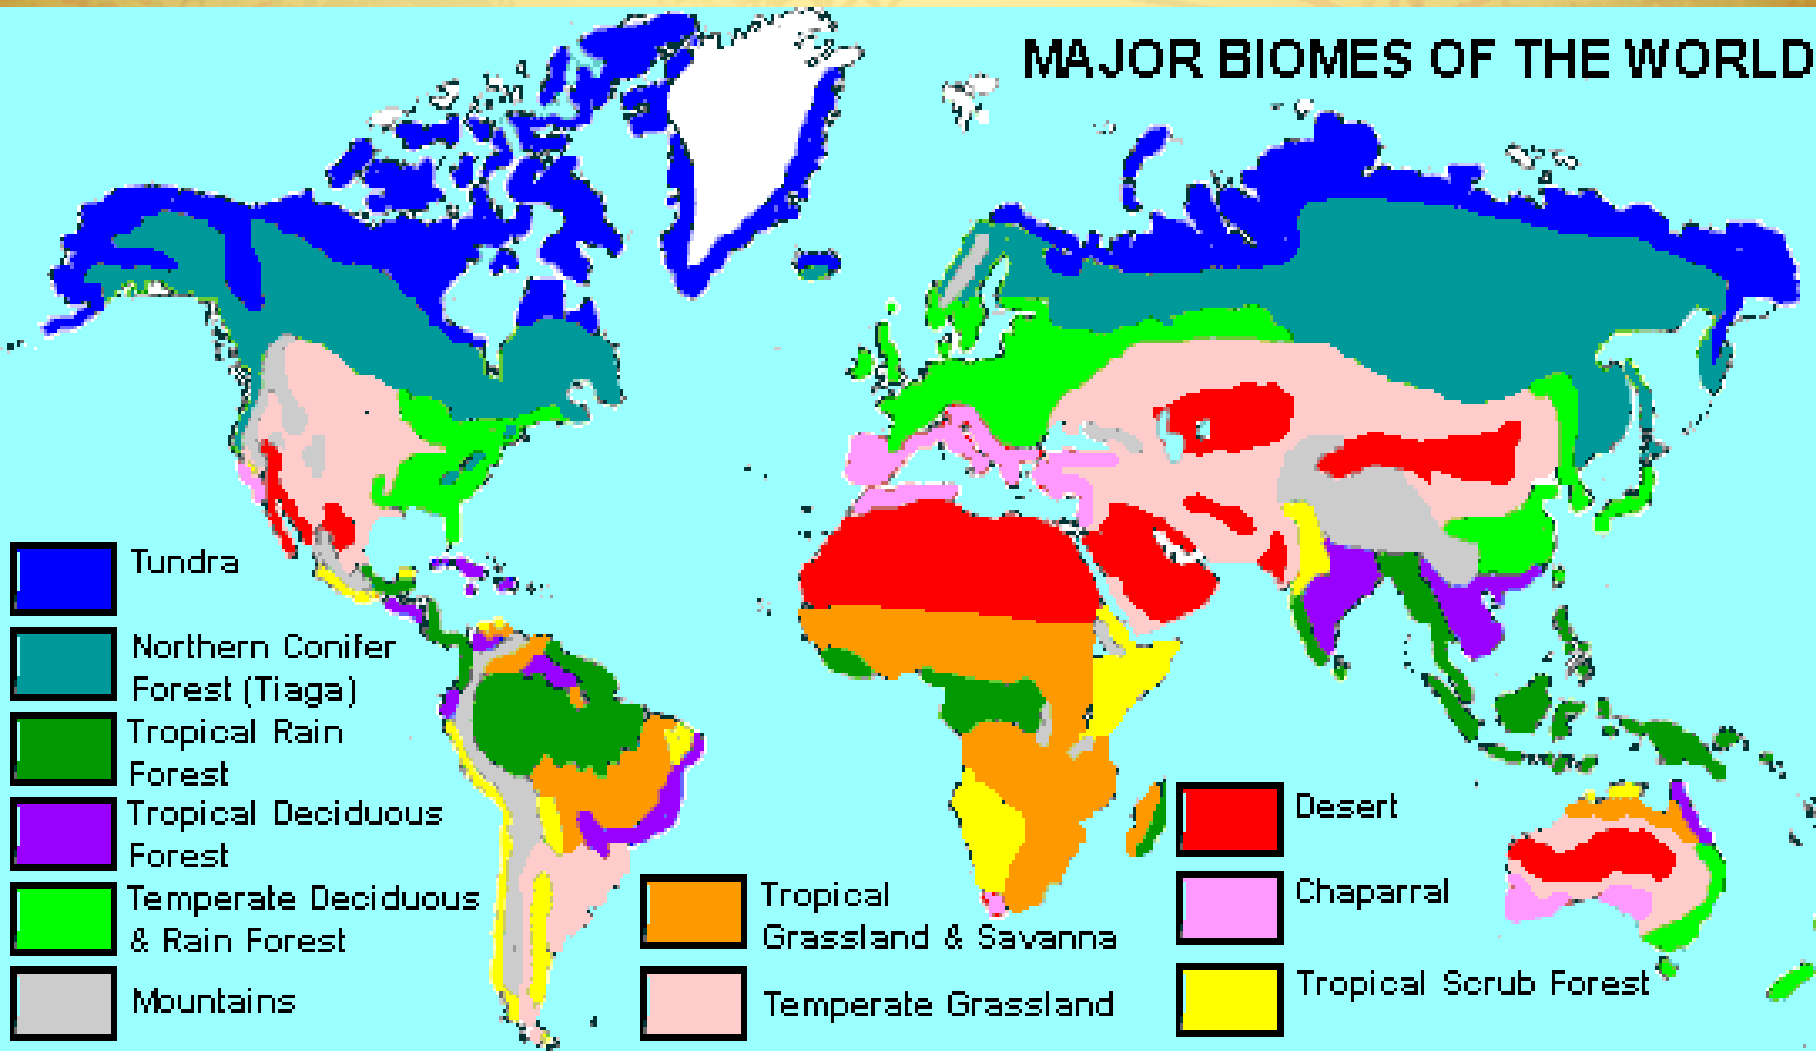 MAJOR BIOMES OF THE WORLD
Tundra
Northern Conifer
Forest (Tiaga)
Tropical Rain
Forest
Tropical Deciduous
Forest
Temperate Deciduous
& Rain Forest
Mountains
Tropical
Grassland & Savanna
Temperate Grassland
Desert
Chaparral
Tropical Scrub Forest